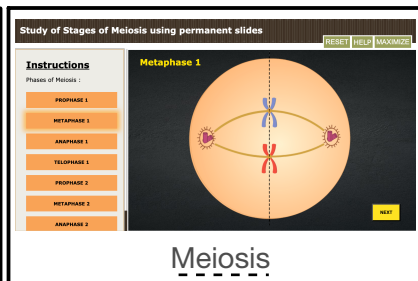 Study of Stages of Meiosis using permanent slides
RESET HELP MAXIMIZE
Instructions
Phases of Meiosis :
PROPHASE 1
METAPHASE 1
ANAPHASE 1
TELOPHASE 1
PROPHASE 2
METAPHASE 2
ANAPHASE 2
Metaphase 1
NEXT
Meiosis